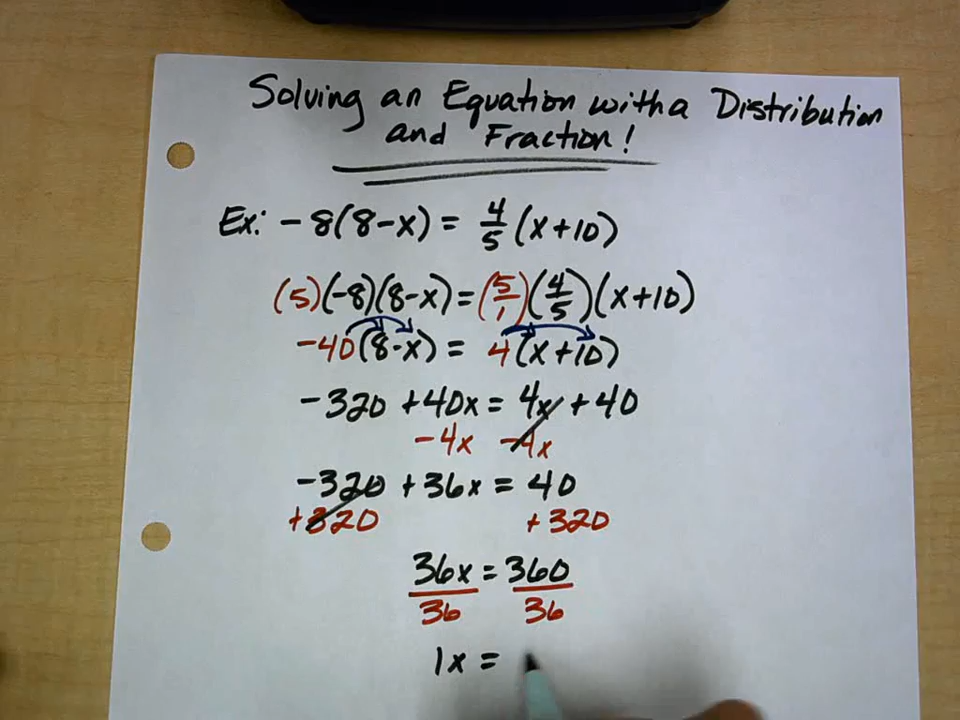 Solving an Equation with a Distribution
and Fraction!
Ex: -8(8-x) = 4/5 (x+10)
(5)(-8)(8-x) = (5/1)(4/5)(x+10)
-40(8-x) = 4(x+10)
-320 +40x = 4x +40
-4x -4x
-320 +36x = 40
+320 +320
36x = 360
36 36
1x =